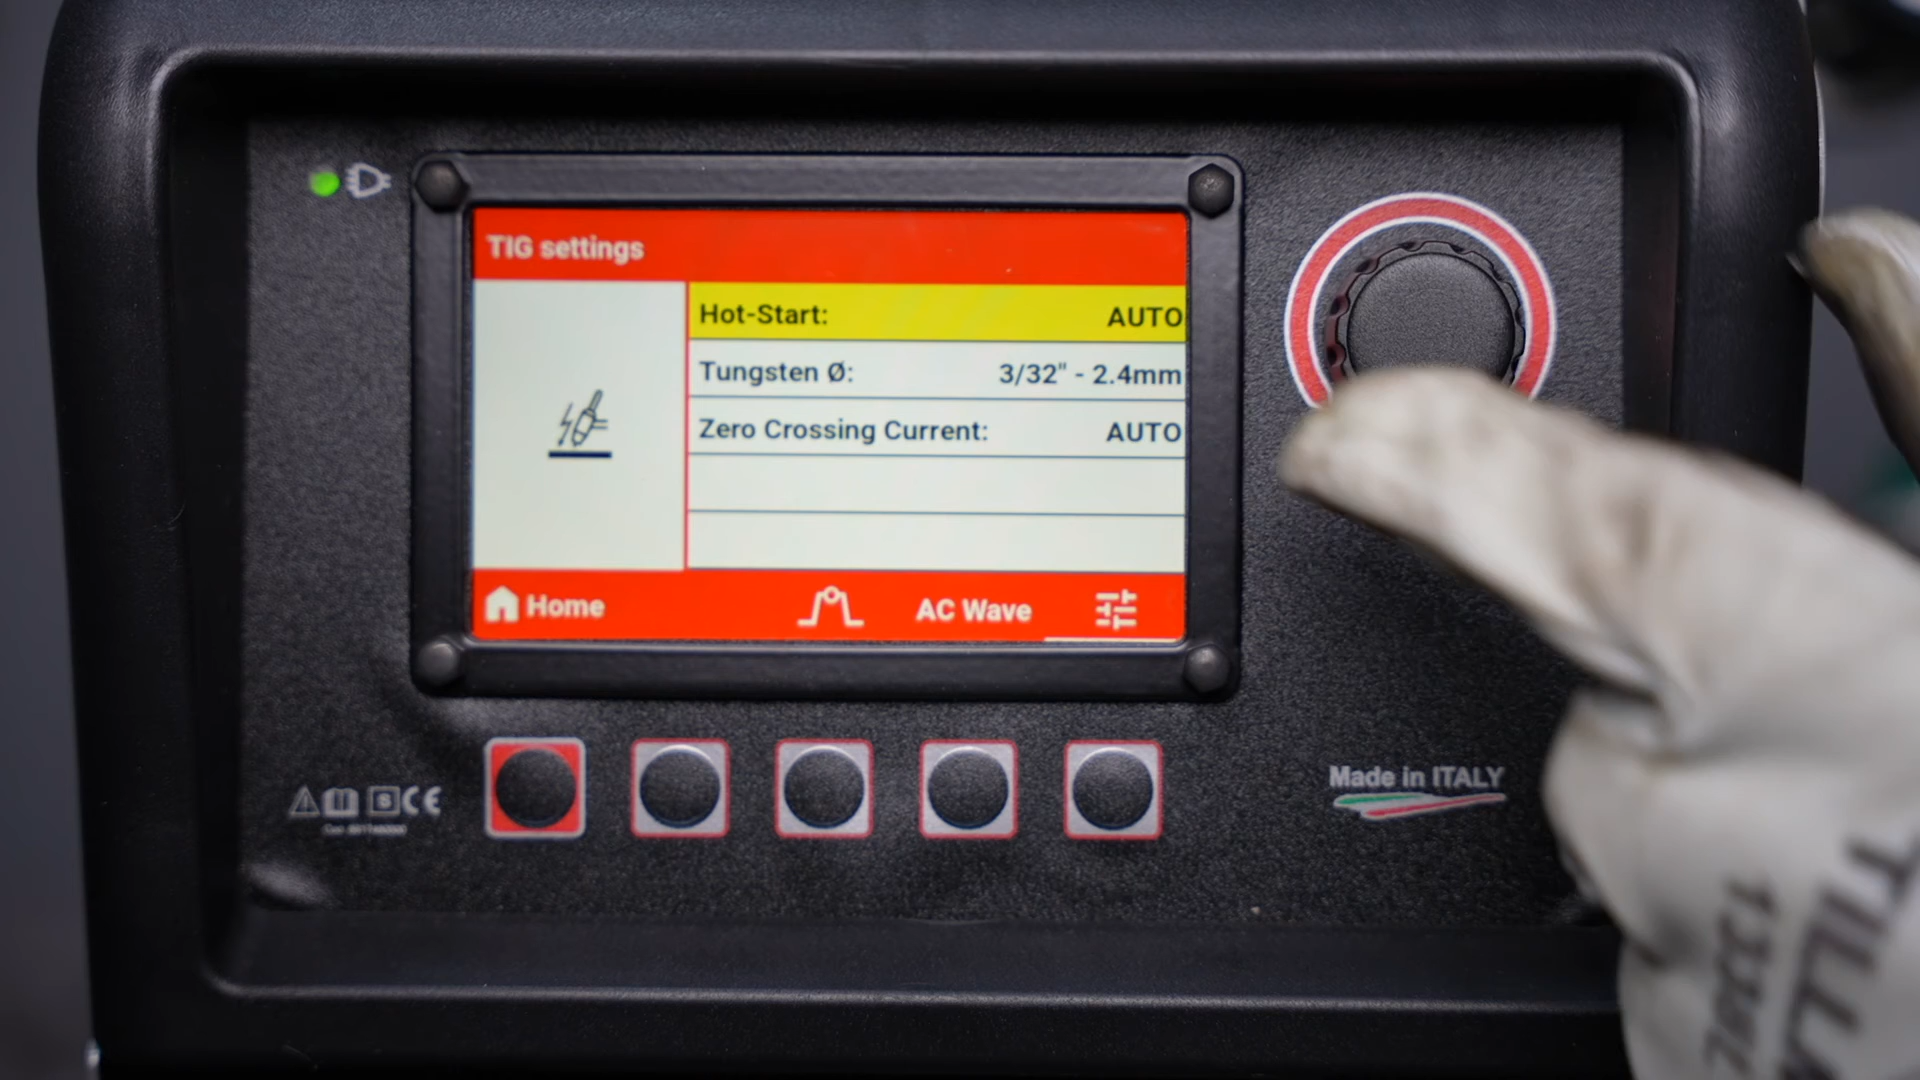 TIG settings
Hot-Start: AUTO
Tungsten Ø: 3/32" - 2.4mm
Zero Crossing Current: AUTO
Home AC Wave
S CE
Made in ITALY